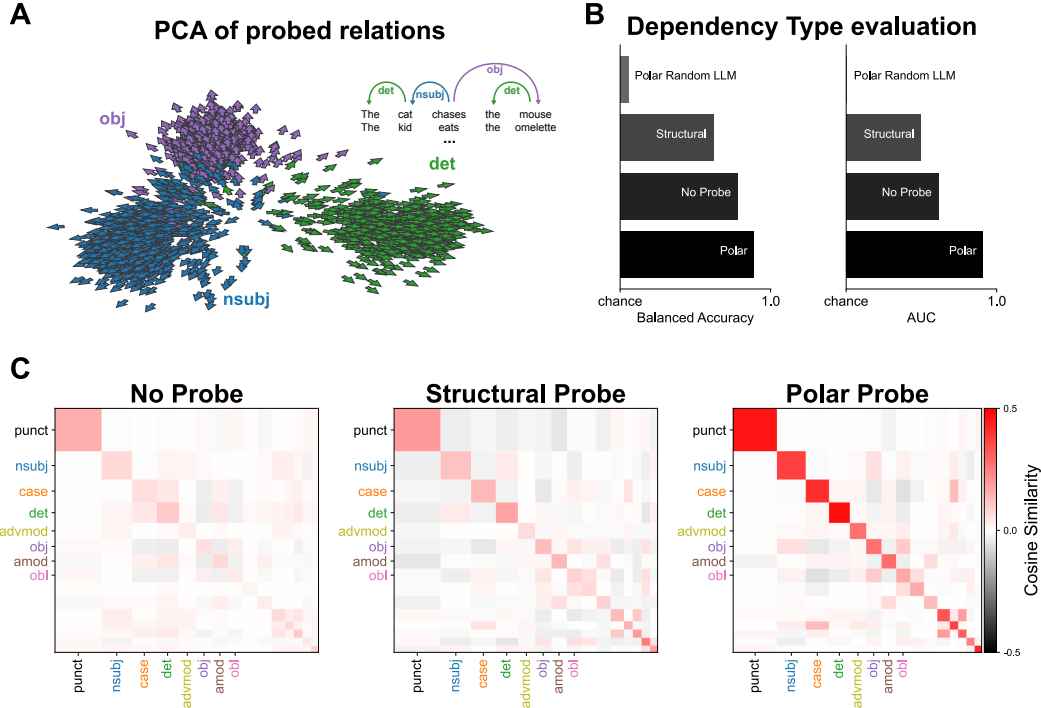 A
PCA of probed relations
obj
det
nsubj
obj
det
The cat chases the mouse
The kid eats the omelette
...
det
nsubj
B
Dependency Type evaluation
Polar Random LLM
Structural
No Probe
Polar
chance
1.0
Balanced Accuracy
Polar Random LLM
Structural
No Probe
Polar
chance
1.0
AUC
C
No Probe
punct
nsubj
case
det
advmod
obj
amod
obl
punct
nsubj
case
det
advmod
obj
amod
obl
Structural Probe
punct
nsubj
case
det
advmod
obj
amod
obl
punct
nsubj
case
det
advmod
obj
amod
obl
Polar Probe
punct
nsubj
case
det
advmod
obj
amod
obl
punct
nsubj
case
det
advmod
obj
amod
obl
0.5
0.0
-0.5
Cosine Similarity